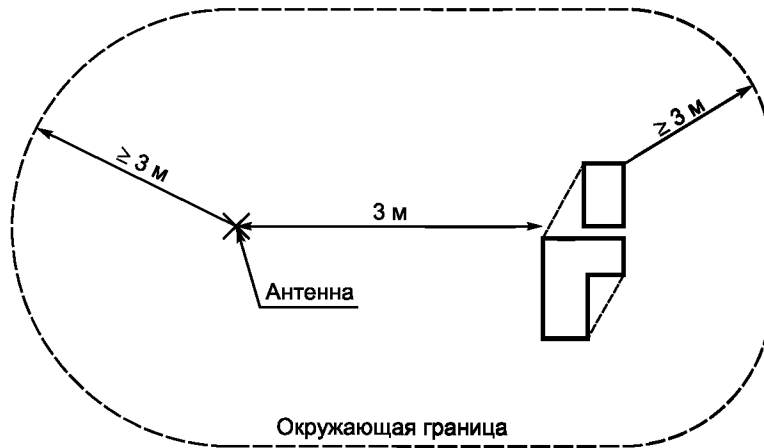 ≥ 3 м
≥ 3 м
3 м
Антенна
Окружающая граница